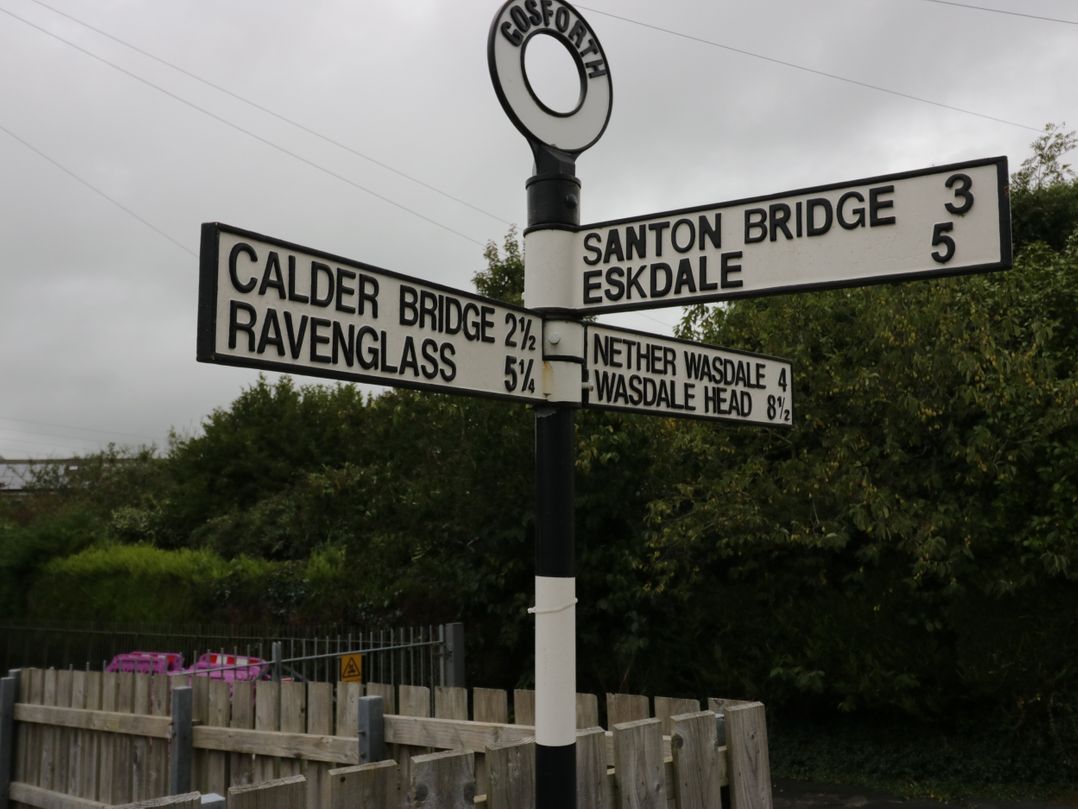 GOSFORTH
SANTON BRIDGE 3
ESKDALE 5
CALDER BRIDGE 2½
RAVENGLASS 5¼
NETHER WASDALE 4
WASDALE HEAD 8½